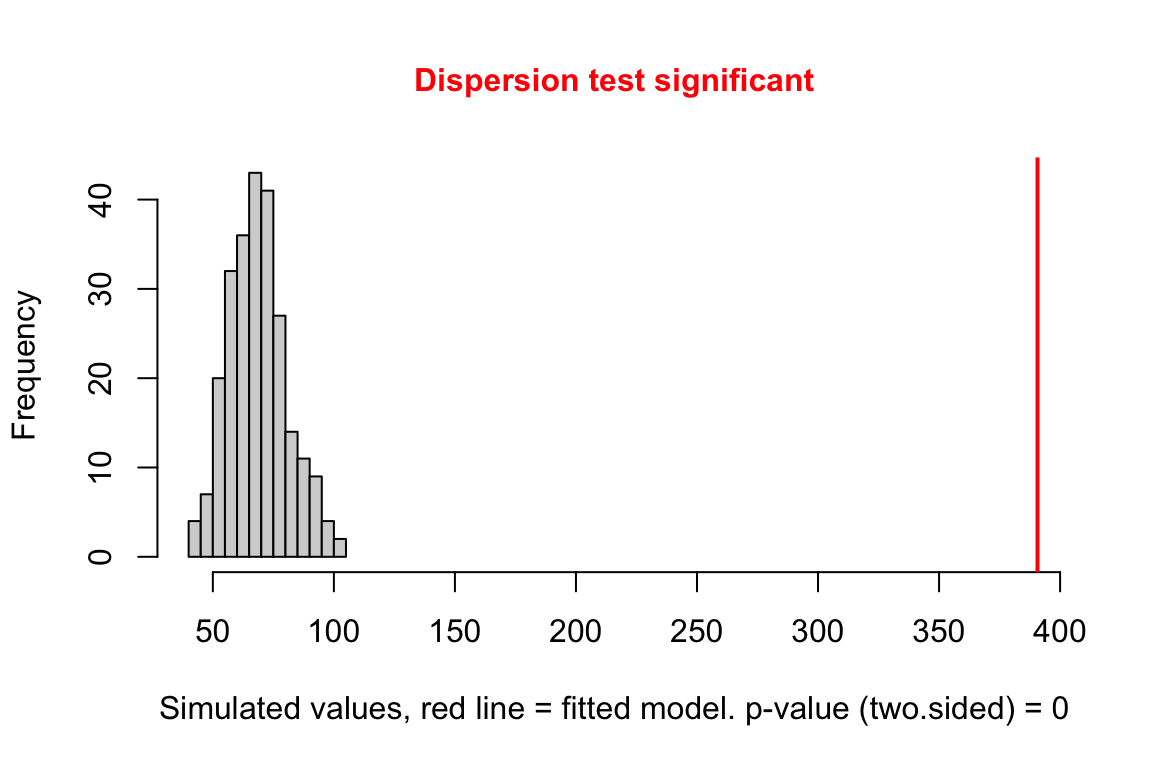 Dispersion test significant
Frequency
40
30
20
10
0
50 100 150 200 250 300 350 400
Simulated values, red line = fitted model. p-value (two.sided) = 0